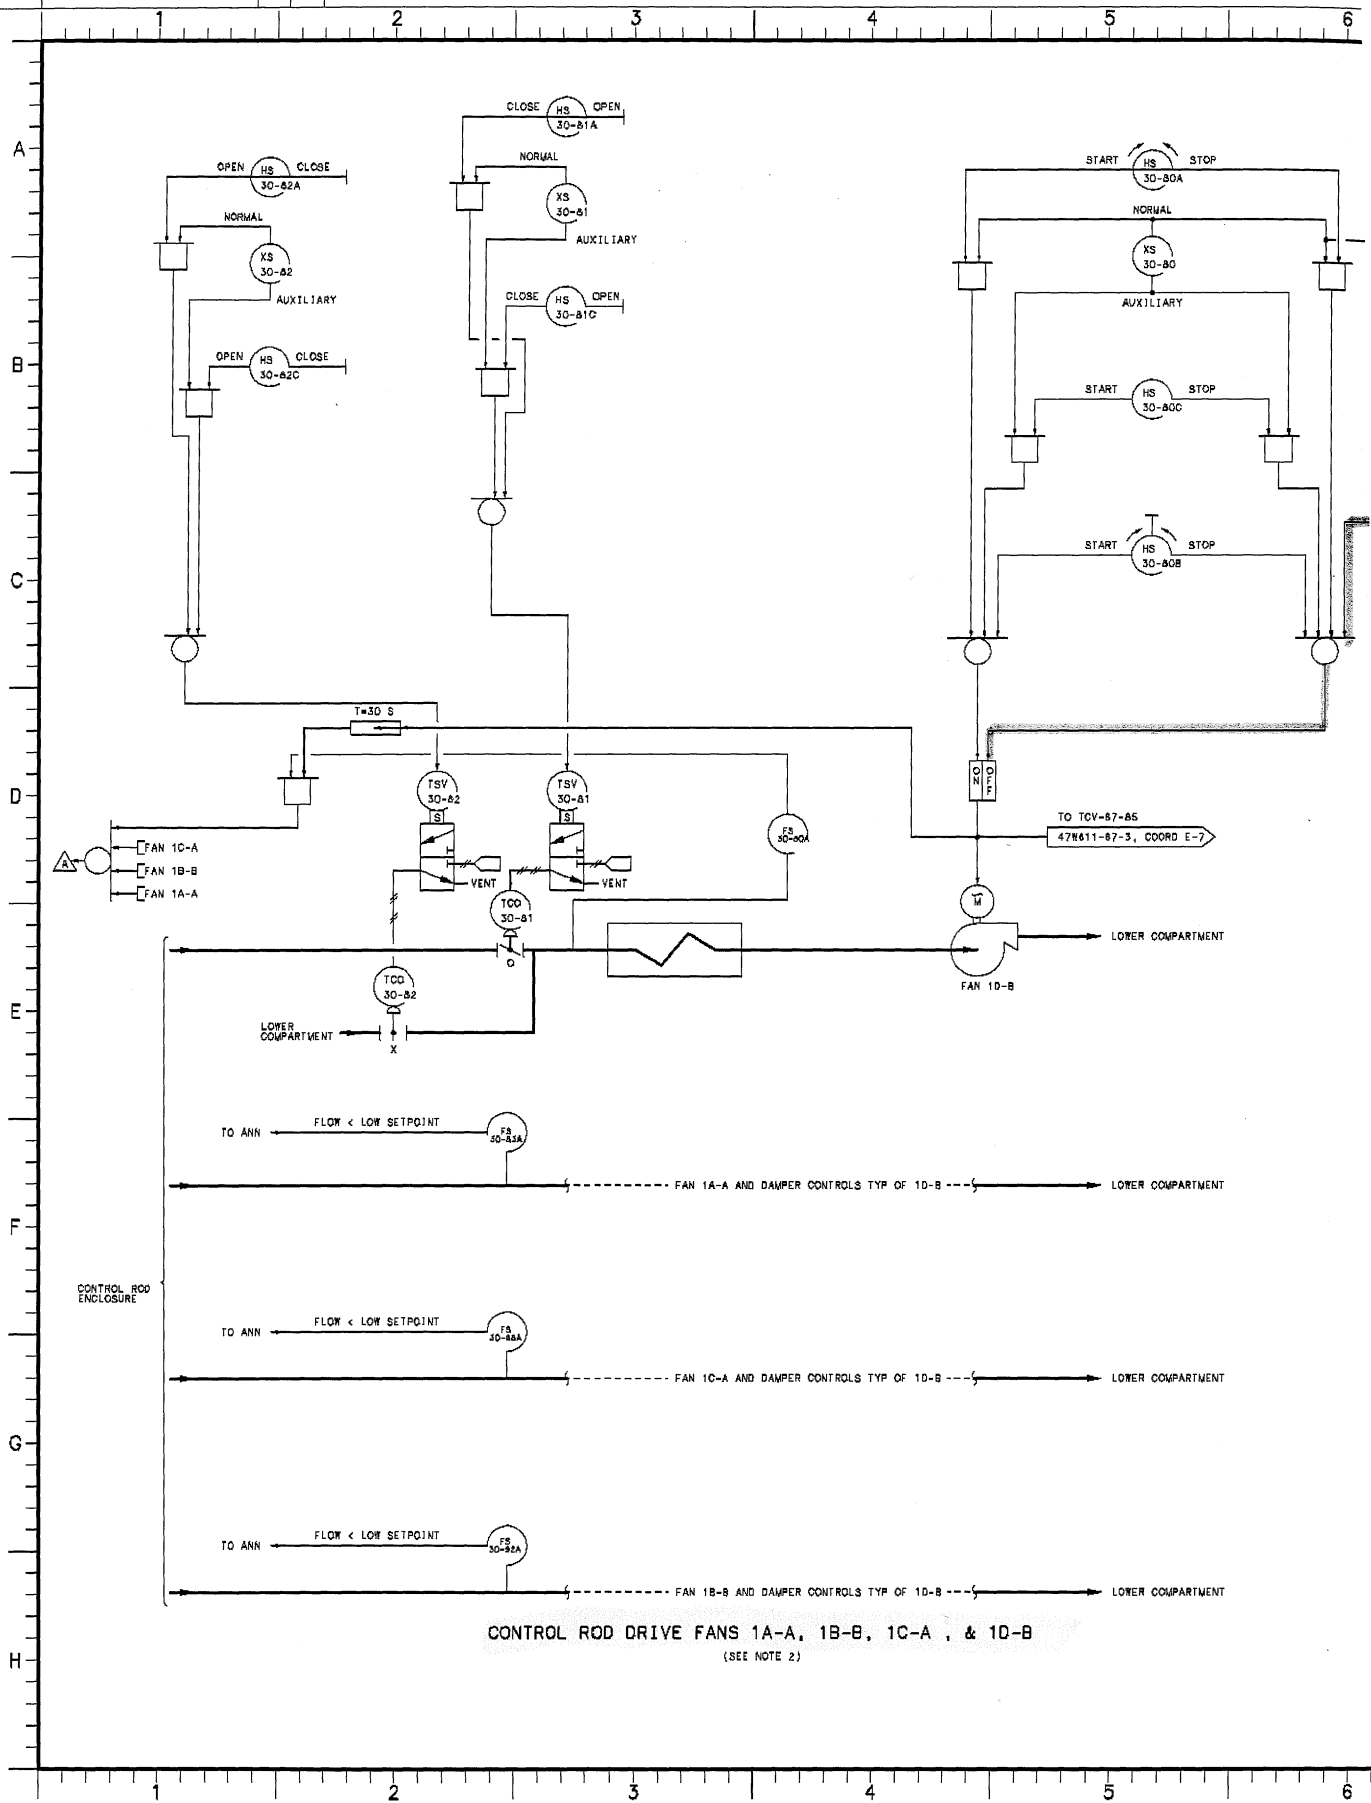 1 2 3 4 5 6
A
CLOSE HS 30-81A OPEN
NORMAL
XS 30-81
AUXILIARY
OPEN HS 30-82A CLOSE
NORMAL
XS 30-82
AUXILIARY
START HS 30-80A STOP
NORMAL
XS 30-80
AUXILIARY
B
CLOSE HS 30-81C OPEN
OPEN HS 30-82C CLOSE
START HS 30-80C STOP
C
START HS 30-80B STOP
T=30 S
D
TSV 30-82
S
TSV 30-81
S
ON OFF
FS 30-80A
TO TCV-67-85
47W611-67-3, COORD E-7
A
FAN 1C-A
FAN 1B-B
FAN 1A-A
VENT
VENT
TCO 30-81
O
M
FAN 1D-B
LOWER COMPARTMENT
E
TCO 30-82
LOWER
COMPARTMENT
X
TO ANN
FLOW < LOW SETPOINT
FS 30-83A
FAN 1A-A AND DAMPER CONTROLS TYP OF 1D-B
LOWER COMPARTMENT
F
CONTROL ROD
ENCLOSURE
TO ANN
FLOW < LOW SETPOINT
FS 30-88A
FAN 1C-A AND DAMPER CONTROLS TYP OF 1D-B
LOWER COMPARTMENT
G
TO ANN
FLOW < LOW SETPOINT
FS 30-92A
FAN 1B-B AND DAMPER CONTROLS TYP OF 1D-B
LOWER COMPARTMENT
CONTROL ROD DRIVE FANS 1A-A, 1B-B, 1C-A , & 1D-B
(SEE NOTE 2)
H
1 2 3 4 5 6